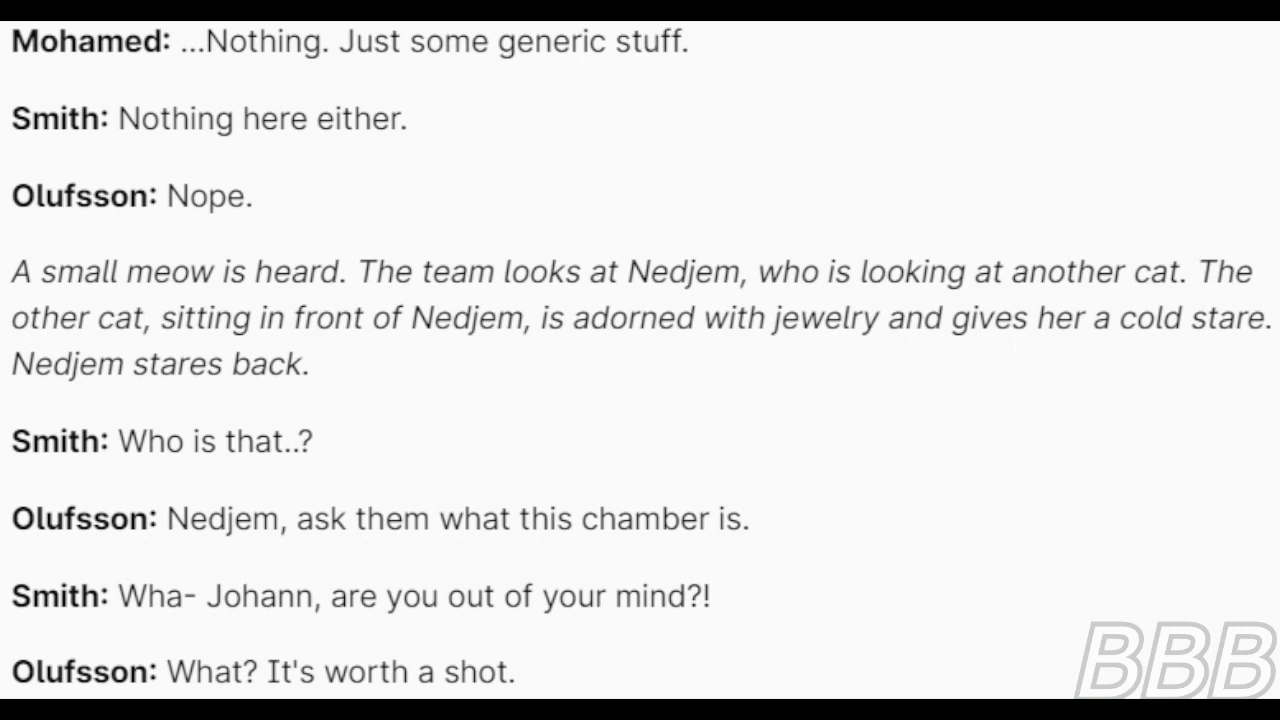 Mohamed: ...Nothing. Just some generic stuff.
Smith: Nothing here either.
Olufsson: Nope.
A small meow is heard. The team looks at Nedjem, who is looking at another cat. The
other cat, sitting in front of Nedjem, is adorned with jewelry and gives her a cold stare.
Nedjem stares back.
Smith: Who is that..?
Olufsson: Nedjem, ask them what this chamber is.
Smith: Wha- Johann, are you out of your mind?!
Olufsson: What? It's worth a shot.
BBB